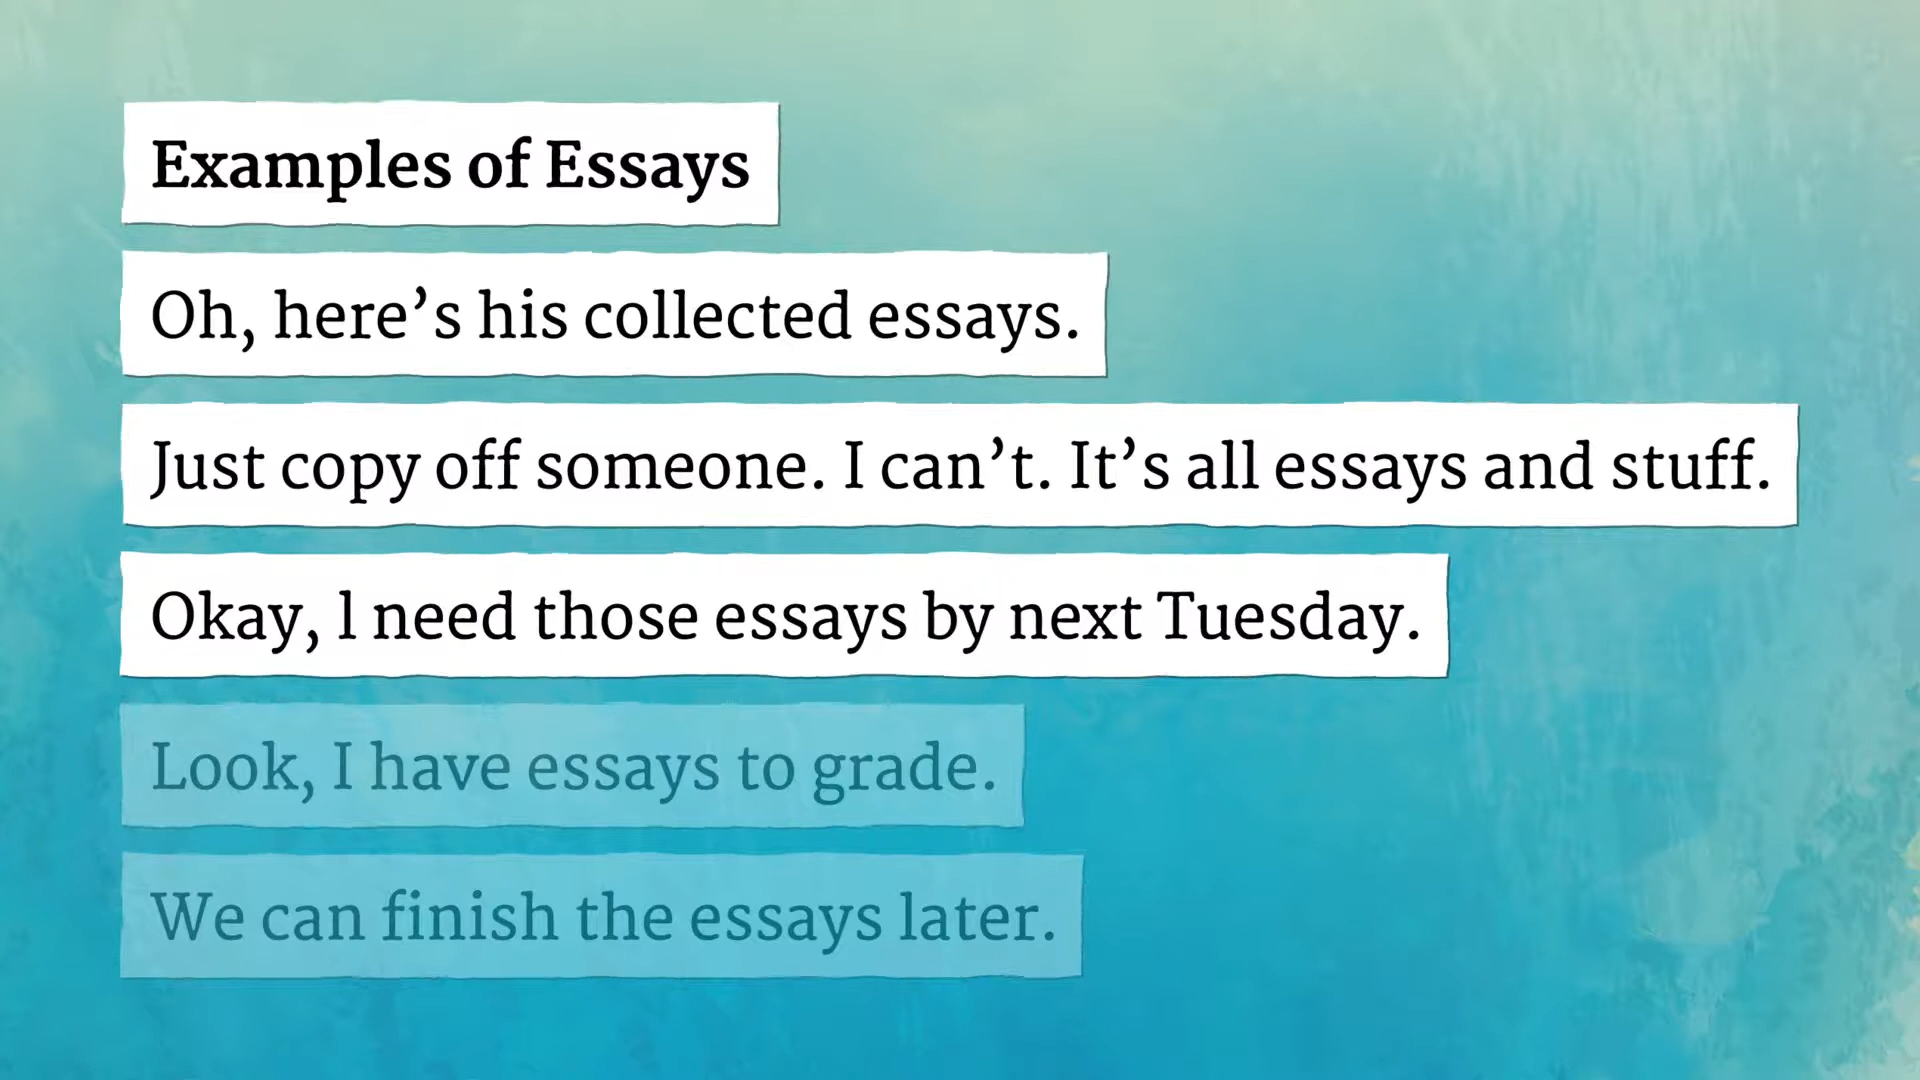 Examples of Essays
Oh, here’s his collected essays.
Just copy off someone. I can’t. It’s all essays and stuff.
Okay, l need those essays by next Tuesday.
Look, I have essays to grade.
We can finish the essays later.